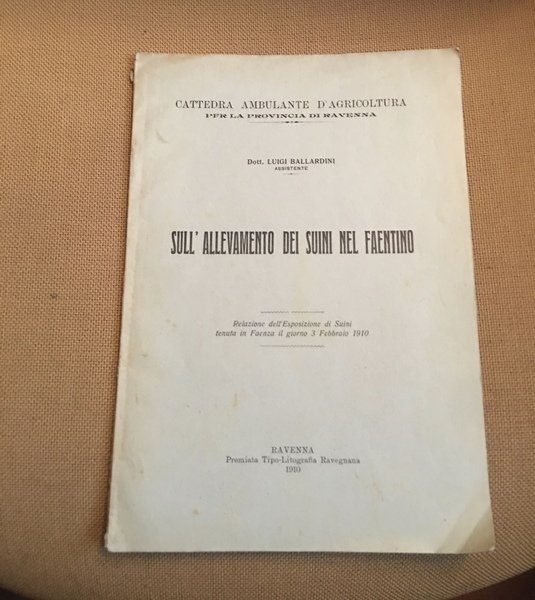 CATTEDRA AMBULANTE D'AGRICOLTURA
PER LA PROVINCIA DI RAVENNA
Dott. LUIGI BALLARDINI
ASSISTENTE
SULL'ALLEVAMENTO DEI SUINI NEL FAENTINO
Relazione dell'Esposizione di Suini
tenuta in Faenza il giorno 3 Febbraio 1910
RAVENNA
Premiata Tipo-Litografia Ravegnana
1910